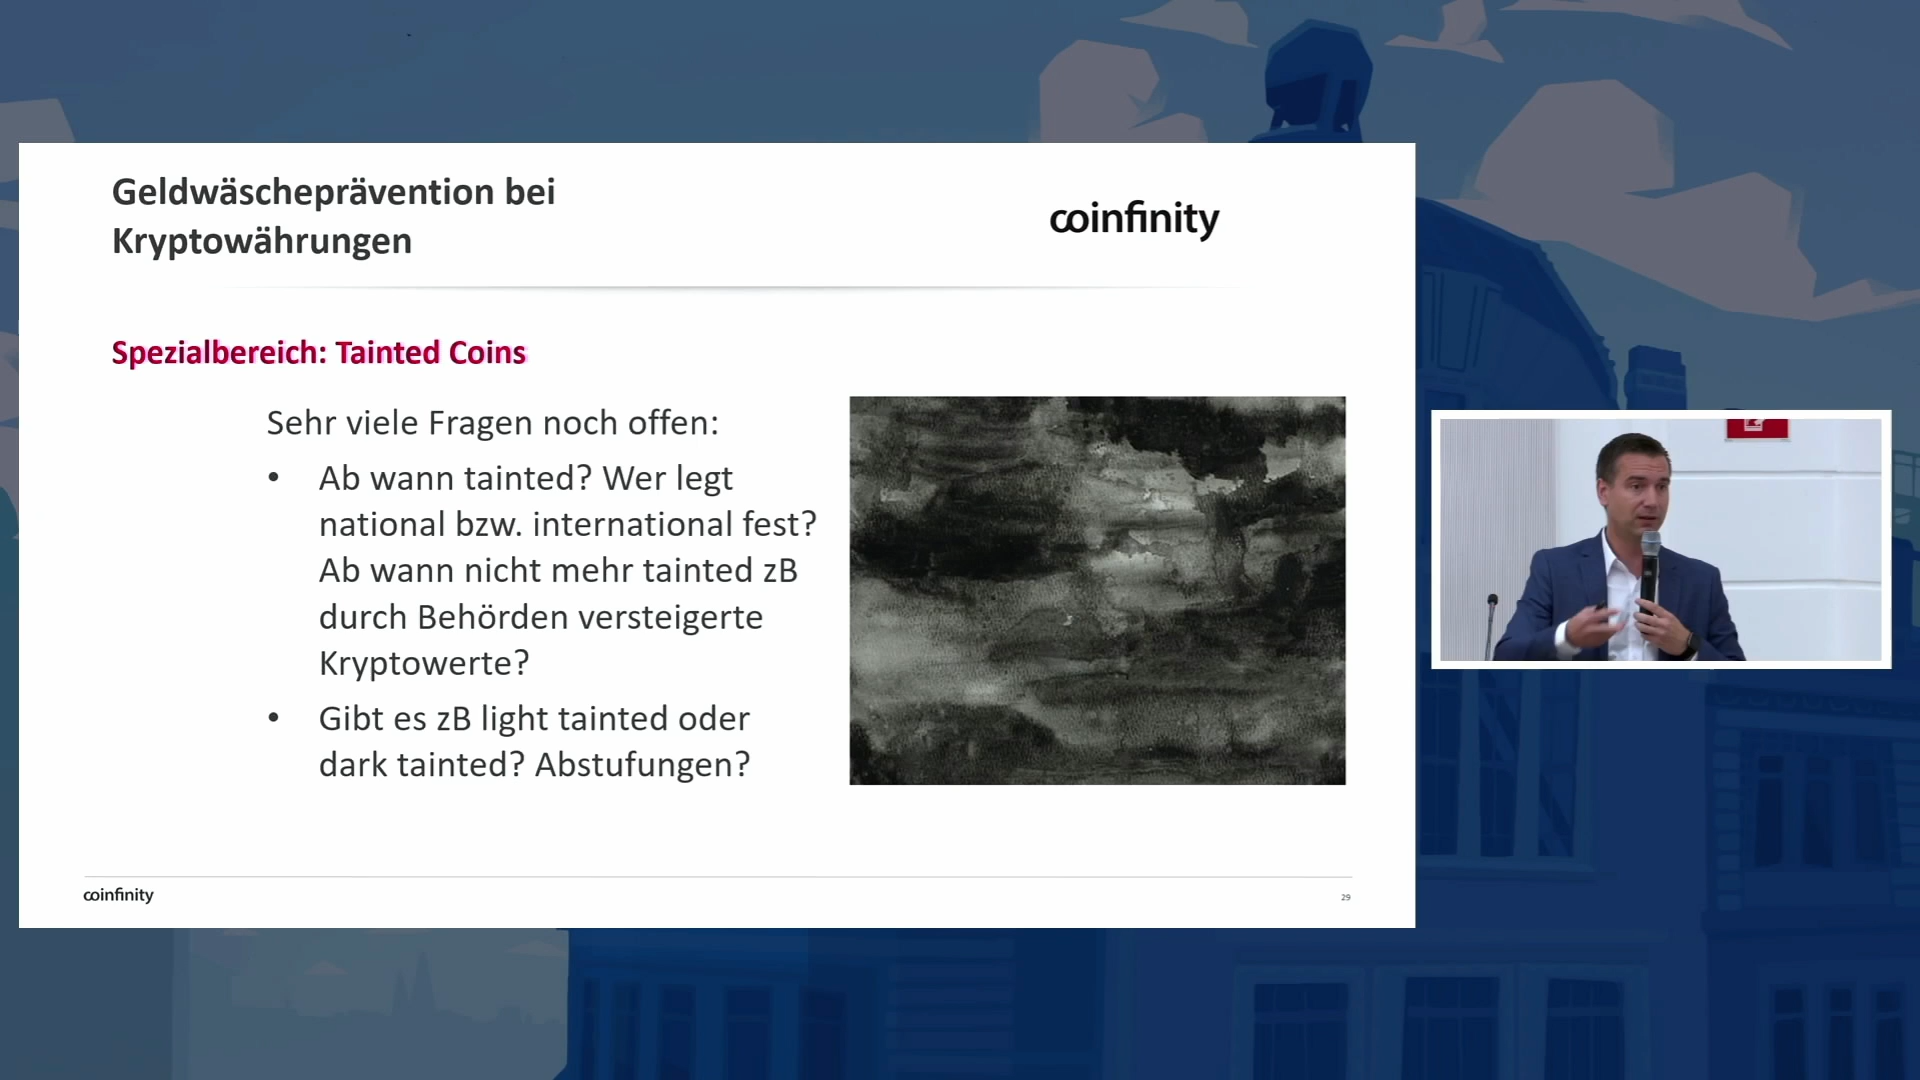 Geldwäscheprävention bei
Kryptowährungen
coinfinity
Spezialbereich: Tainted Coins
Sehr viele Fragen noch offen:
• Ab wann tainted? Wer legt
national bzw. international fest?
Ab wann nicht mehr tainted zB
durch Behörden versteigerte
Kryptowerte?
• Gibt es zB light tainted oder
dark tainted? Abstufungen?
coinfinity
29